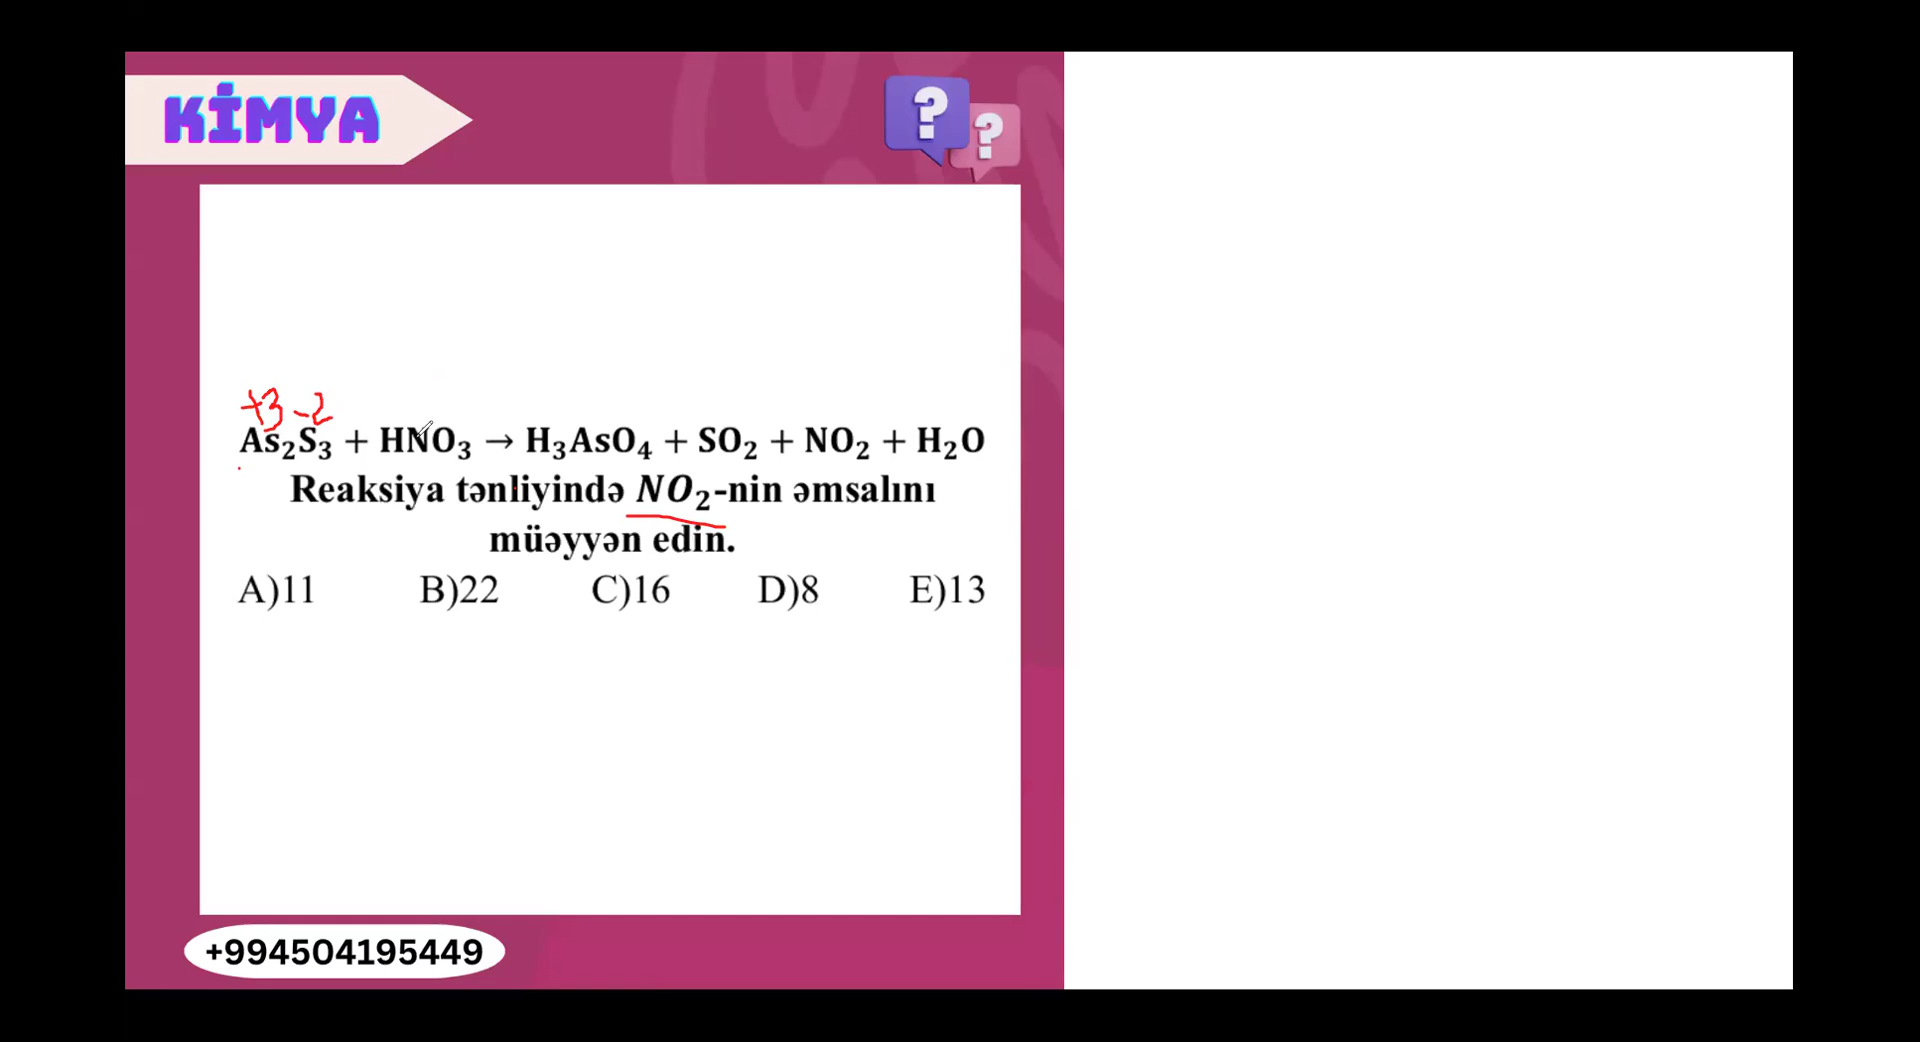 KİMYA
? ?
+3 -2
As₂S₃ + HNO₃ → H₃AsO₄ + SO₂ + NO₂ + H₂O
Reaksiya tənliyində NO₂-nin əmsalını
müəyyən edin.
A)11 B)22 C)16 D)8 E)13
+994504195449